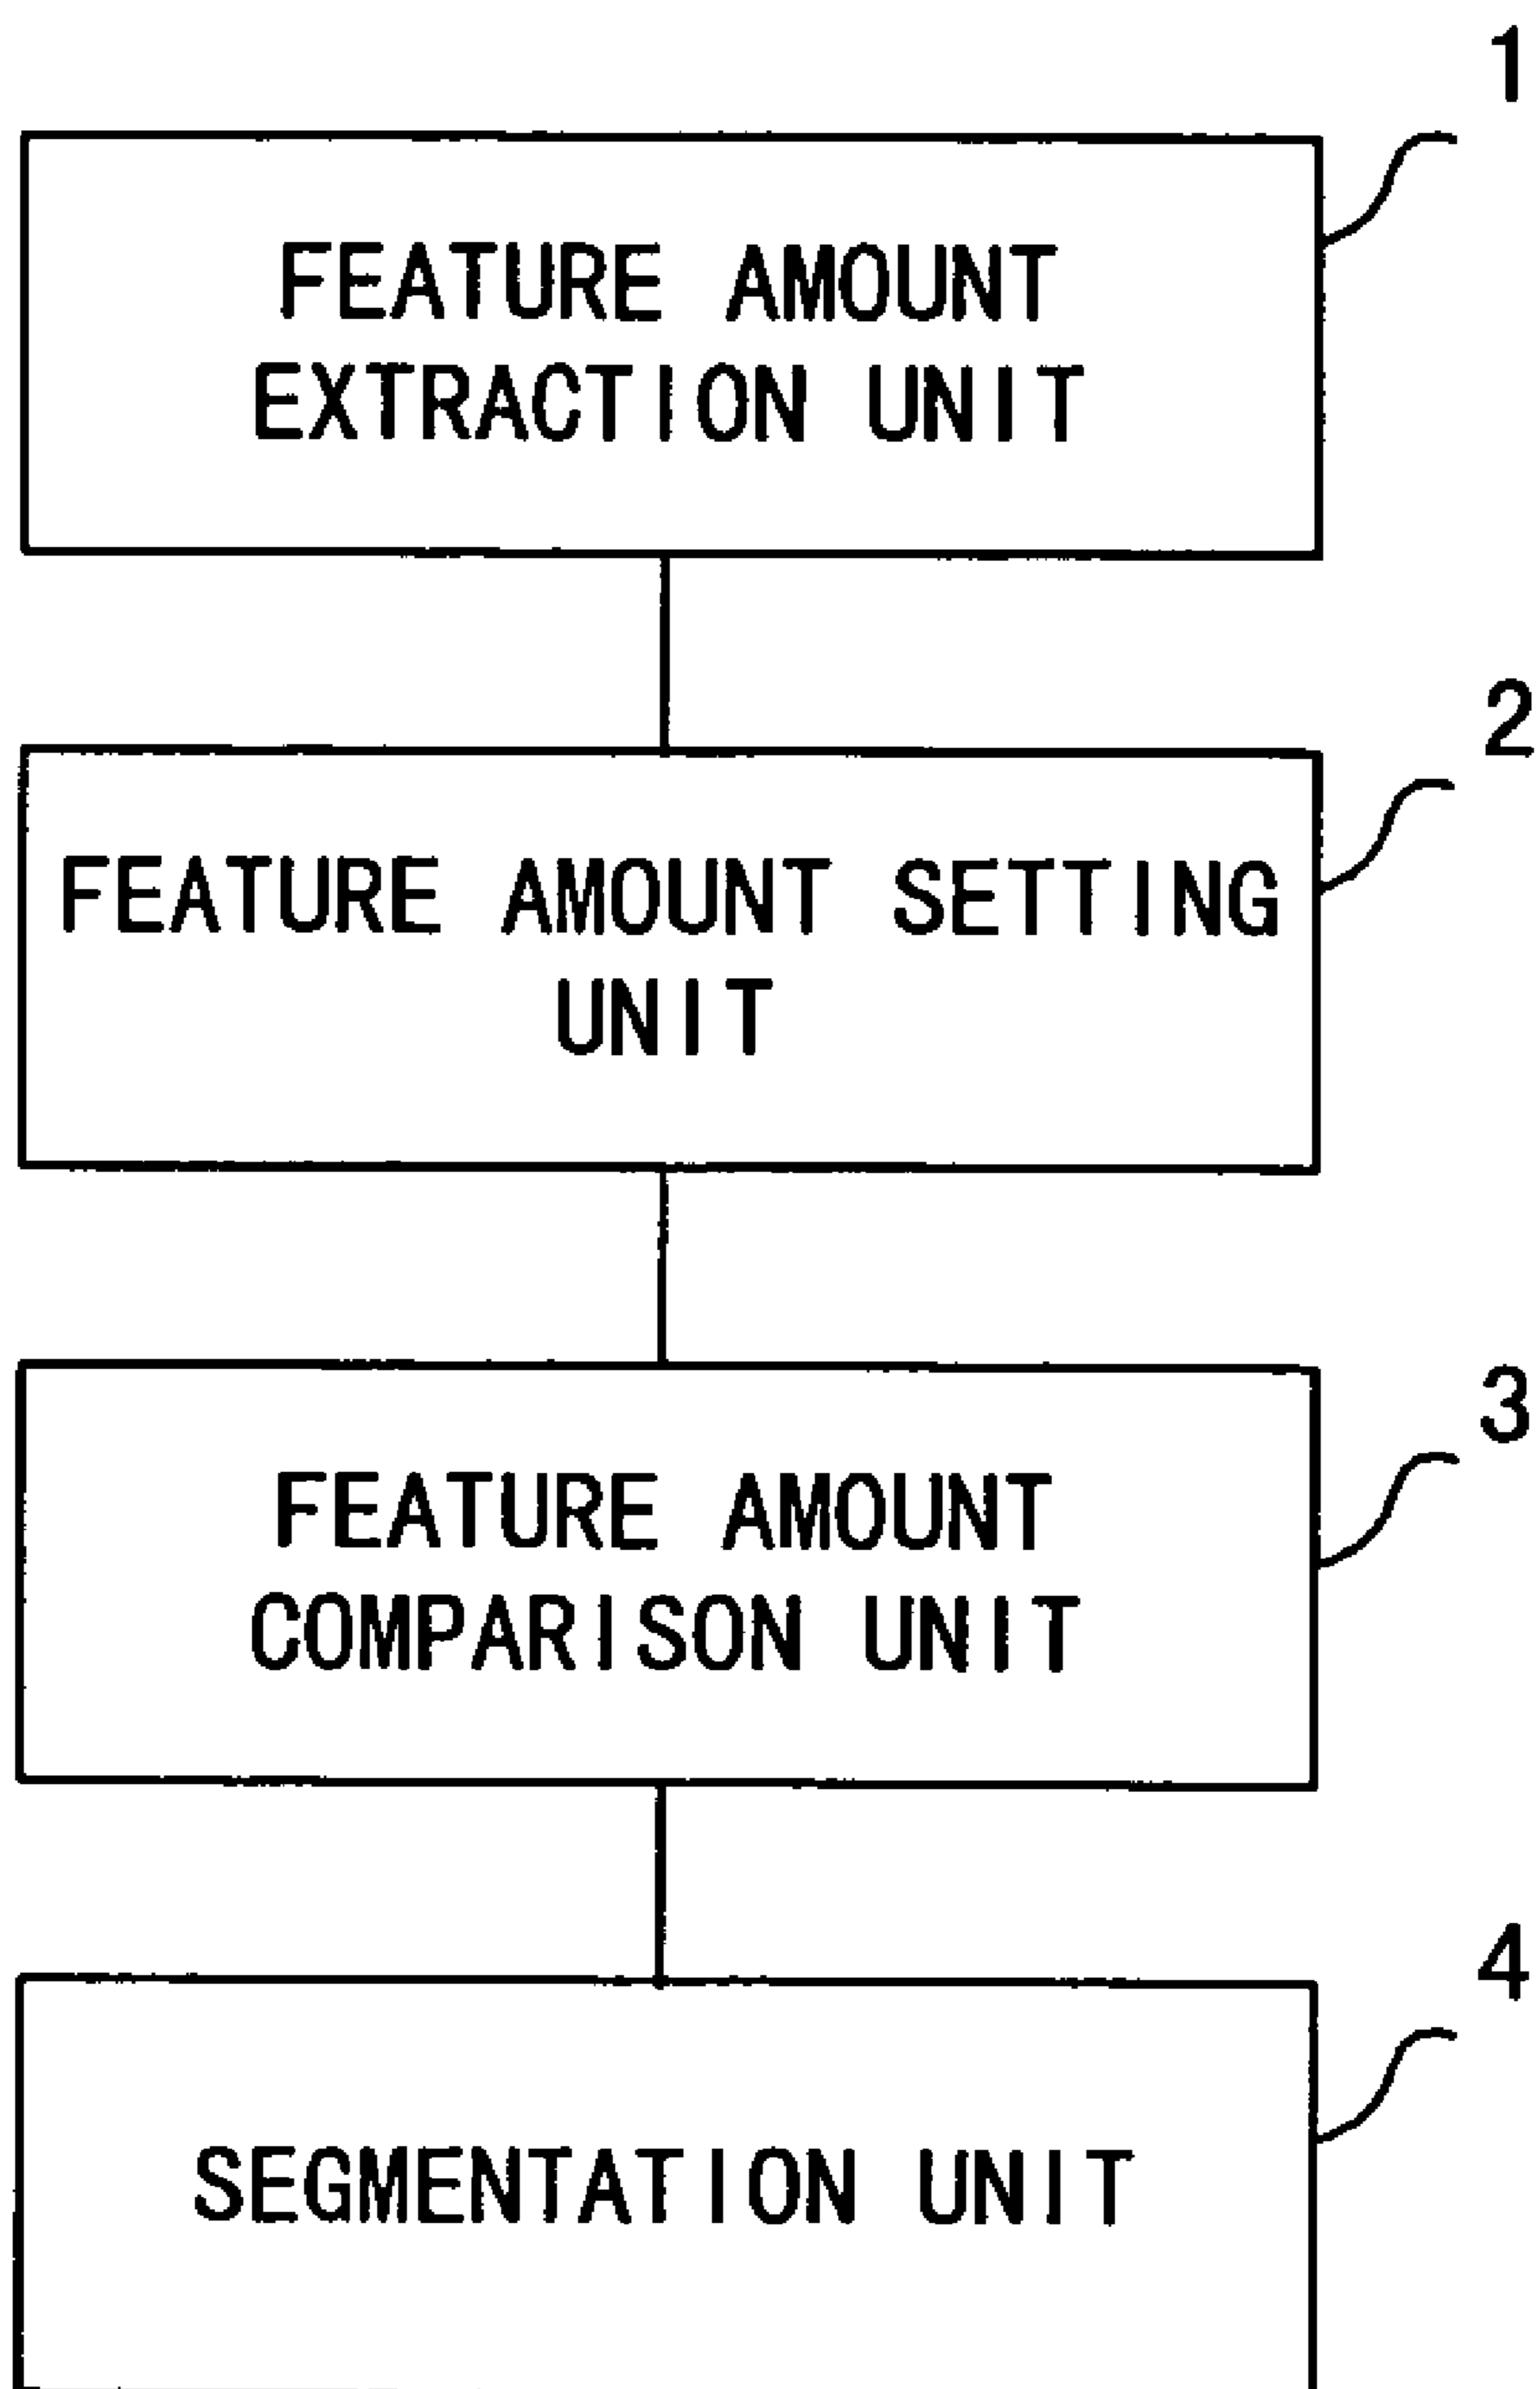 1
FEATURE AMOUNT
EXTRACTION UNIT
2
FEATURE AMOUNT SETTING
UNIT
3
FEATURE AMOUNT
COMPARISON UNIT
4
SEGMENTATION UNIT